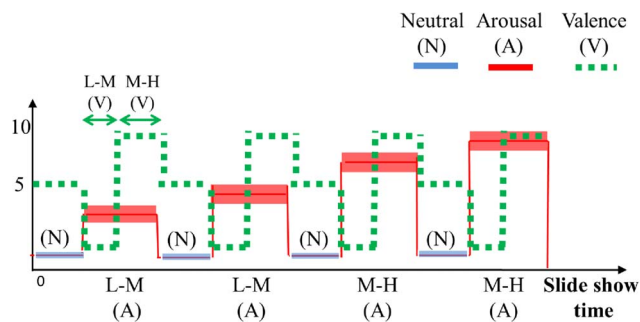 Neutral Arousal Valence
(N) (A) (V)
L-M M-H
(V) (V)
10
5
(N) (N) (N) (N)
0
L-M L-M M-H M-H Slide show
(A) (A) (A) (A) time